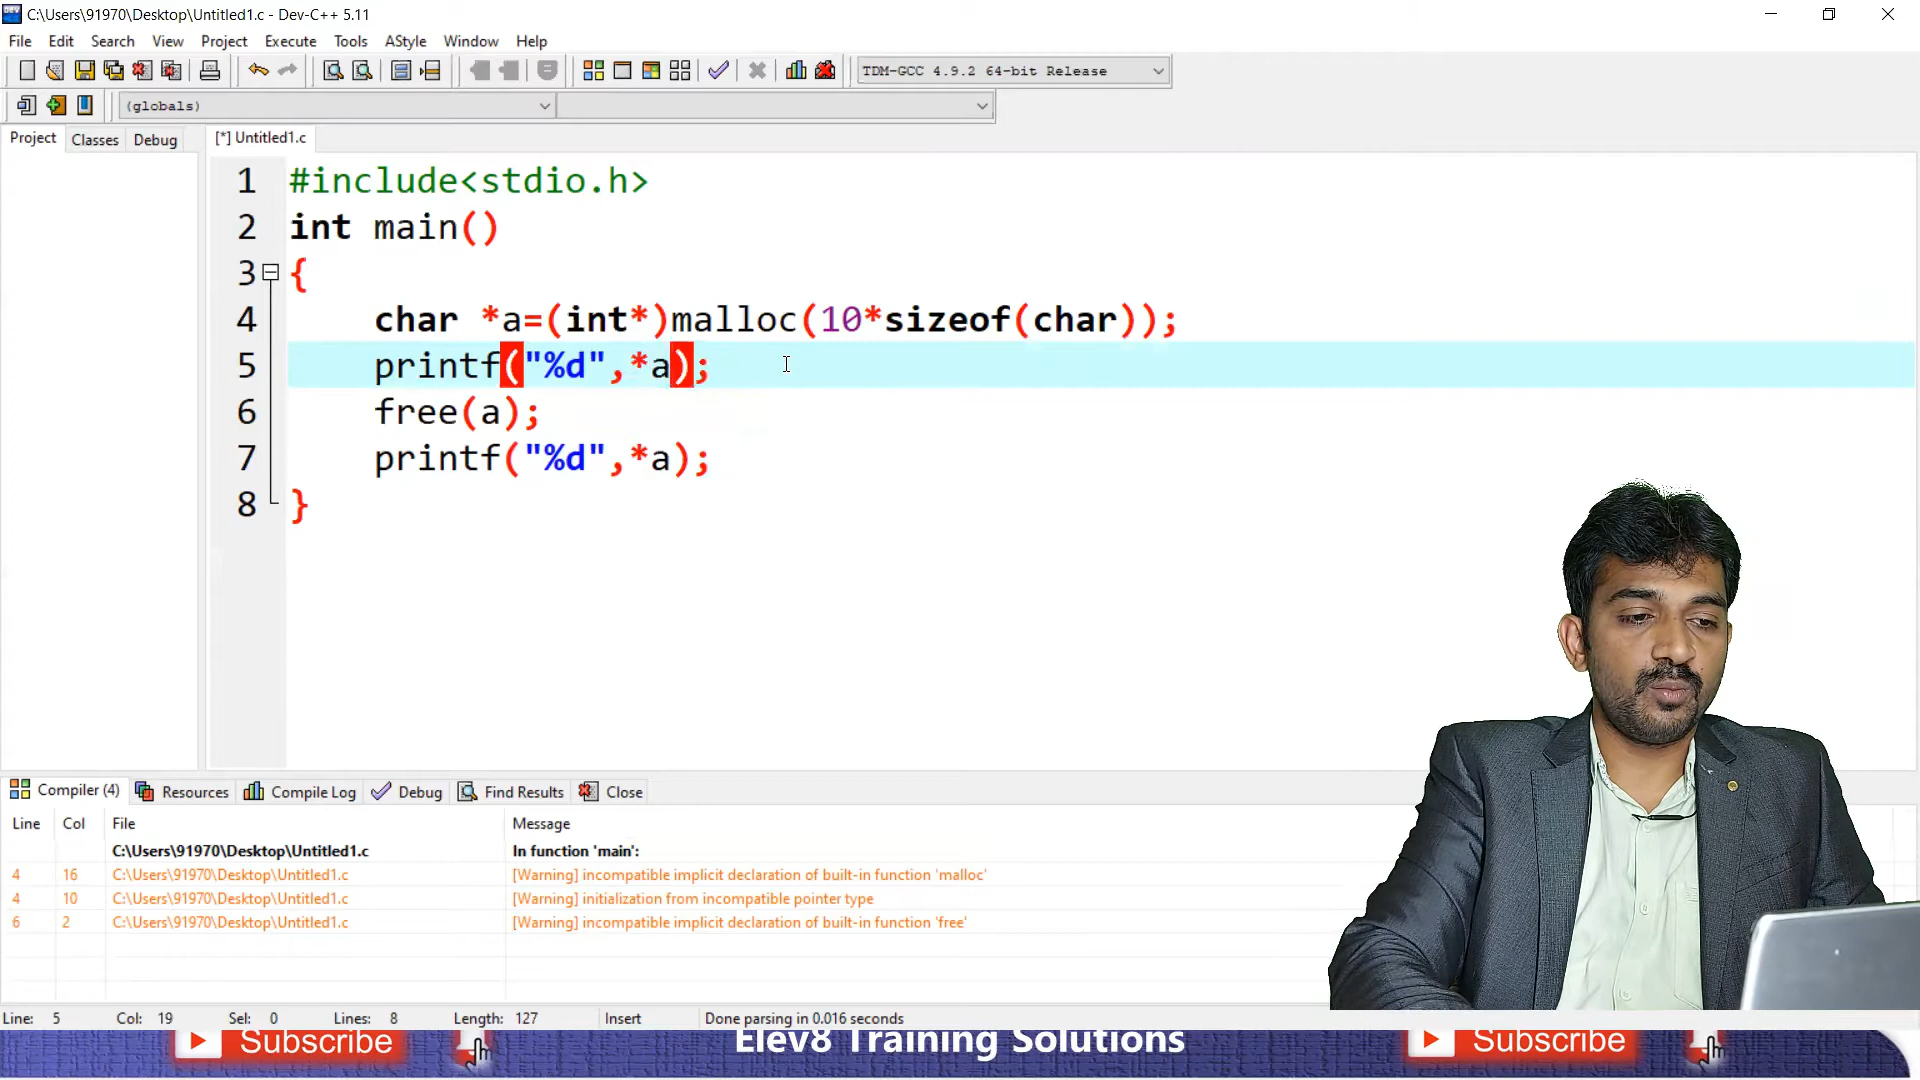 C:\Users\91970\Desktop\Untitled1.c - Dev-C++ 5.11
File Edit Search View Project Execute Tools AStyle Window Help
TDM-GCC 4.9.2 64-bit Release
(globals)
Project Classes Debug [*] Untitled1.c
1 #include<stdio.h>
2 int main()
3 {
4 char *a=(int*)malloc(10*sizeof(char));
5 printf("%d",*a);
6 free(a);
7 printf("%d",*a);
8 }
Compiler (4) Resources Compile Log Debug Find Results Close
Line Col File Message
C:\Users\91970\Desktop\Untitled1.c In function 'main':
4 16 C:\Users\91970\Desktop\Untitled1.c [Warning] incompatible implicit declaration of built-in function 'malloc'
4 10 C:\Users\91970\Desktop\Untitled1.c [Warning] initialization from incompatible pointer type
6 2 C:\Users\91970\Desktop\Untitled1.c [Warning] incompatible implicit declaration of built-in function 'free'
Line: 5 Col: 19 Sel: 0 Lines: 8 Length: 127 Insert Done parsing in 0.016 seconds
Subscribe Elev8 Training Solutions Subscribe